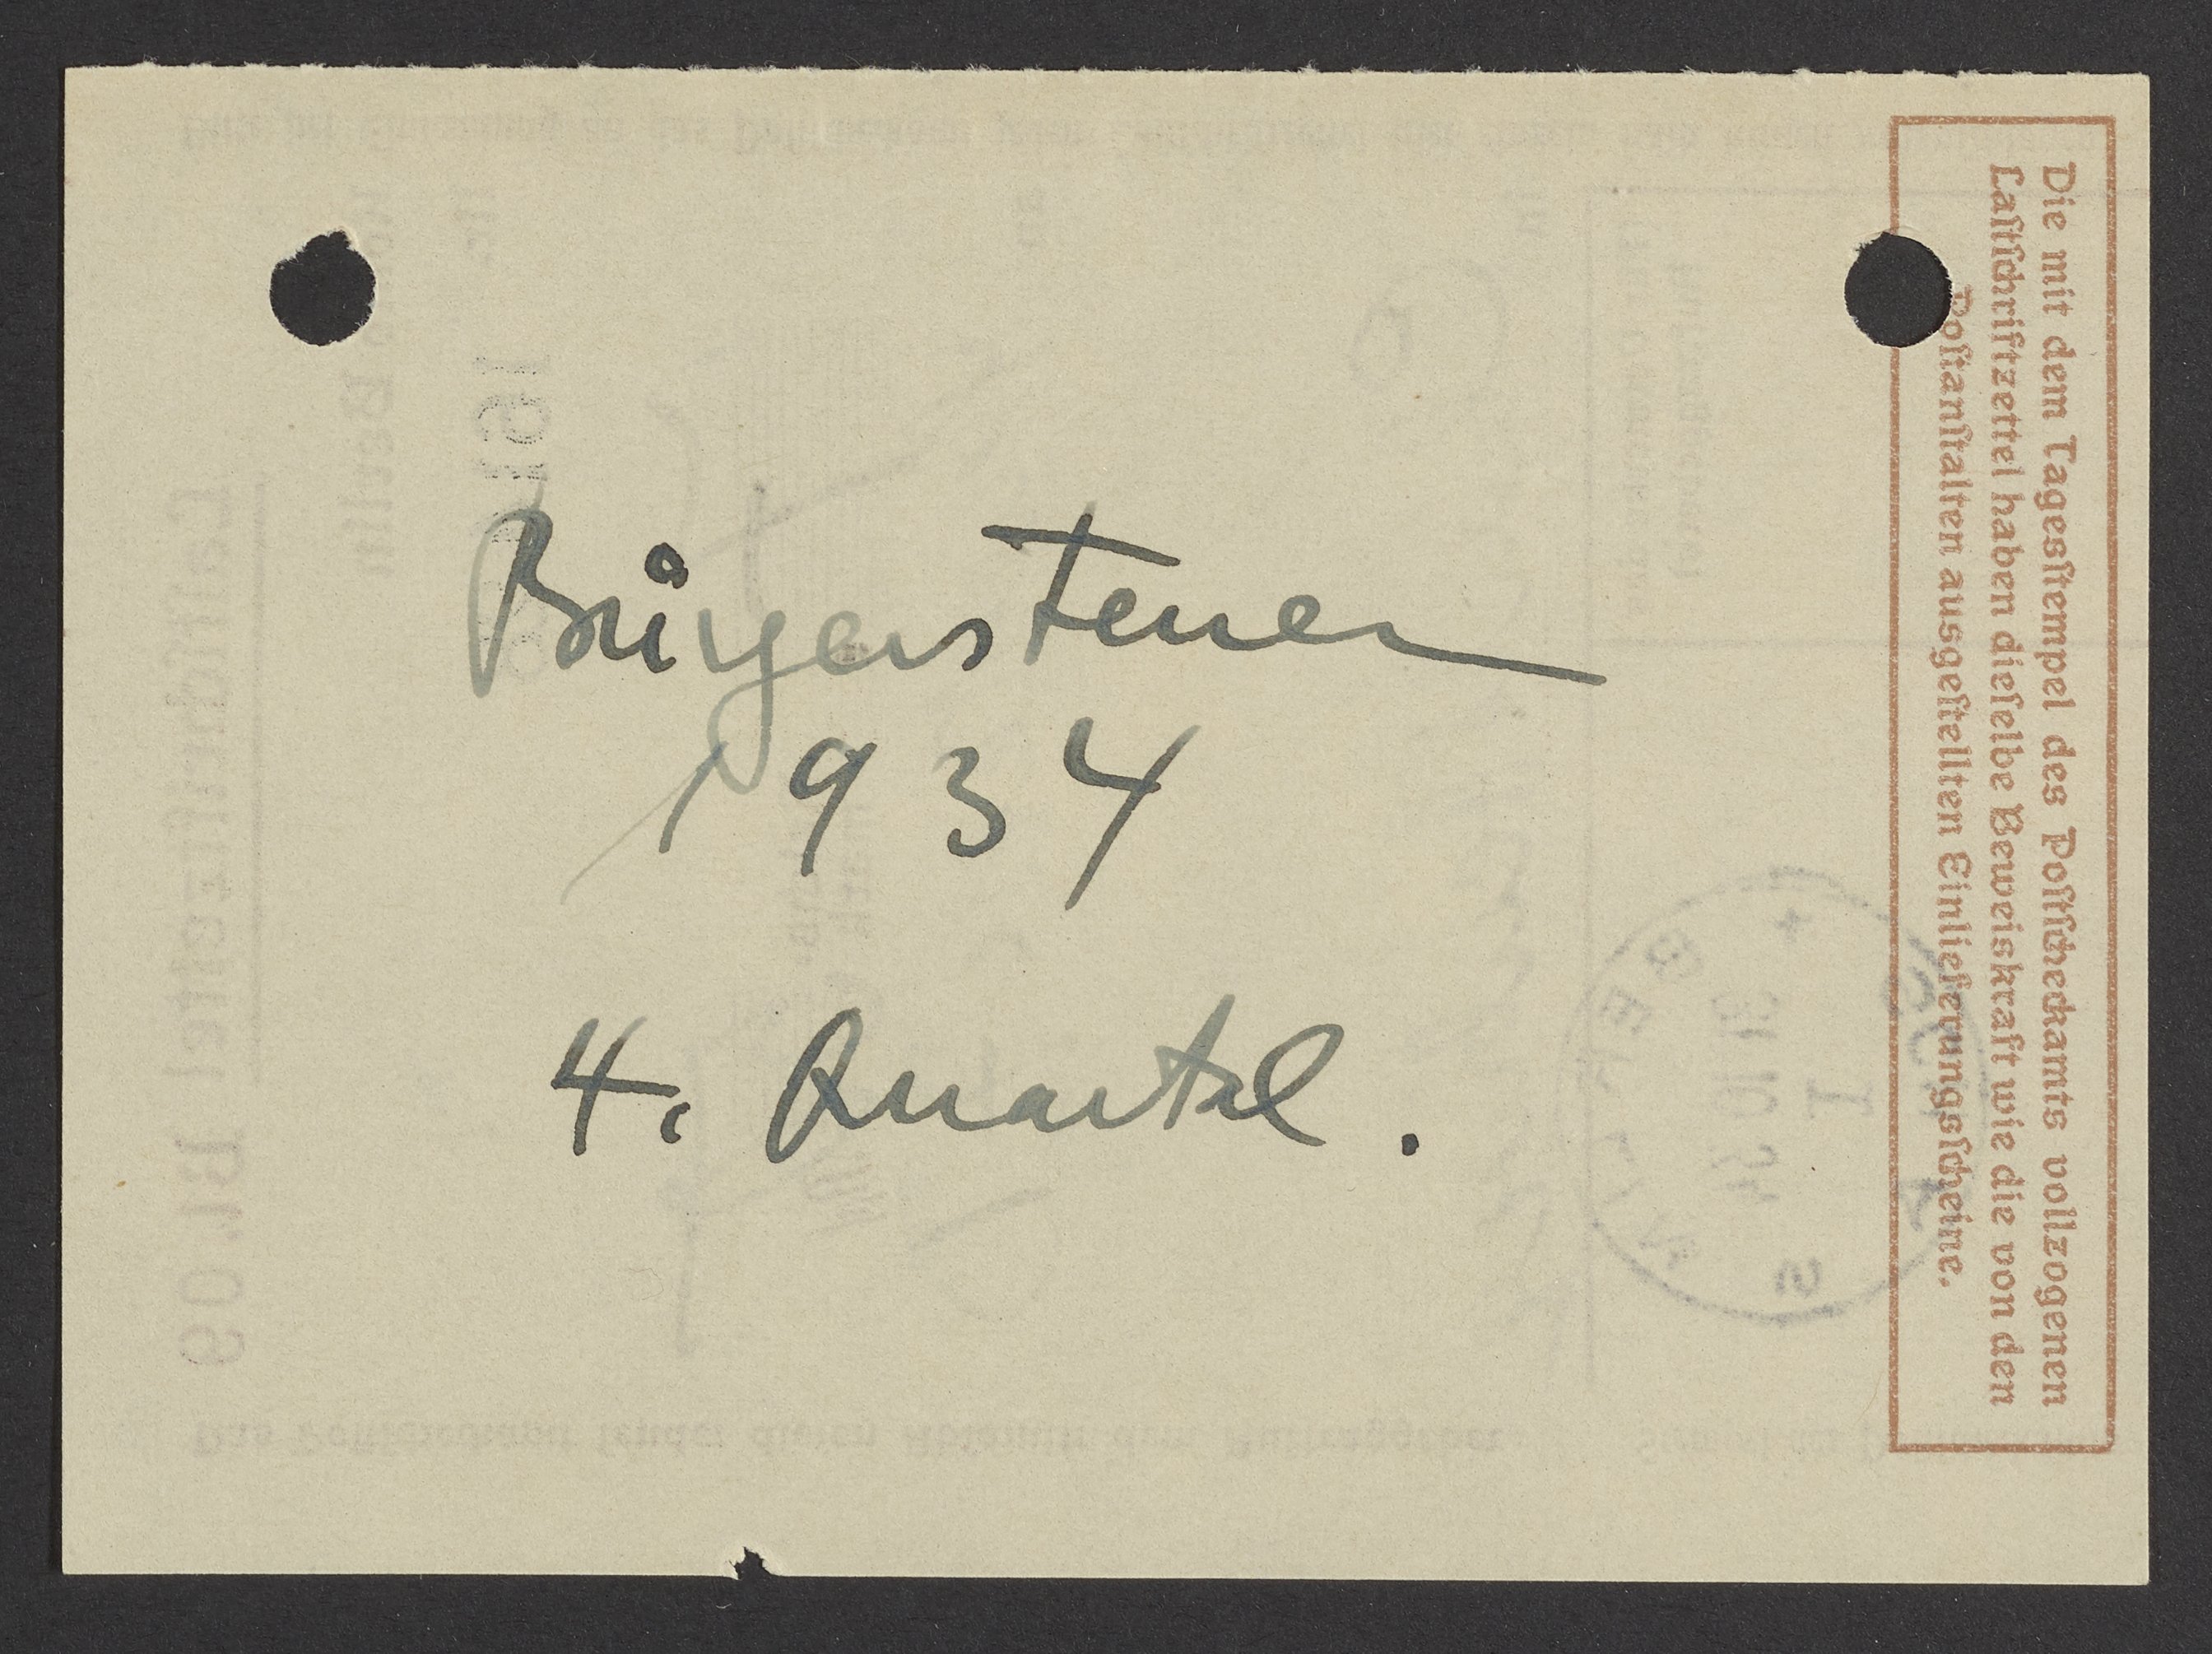 Bürgersteuer
1934
4. Quartal.
Die mit dem Tagesstempel des Postscheckamts vollzogenen
Lastschriftzettel haben dieselbe Beweiskraft wie die von den
Postanstalten ausgestellten Einlieferungsscheine.